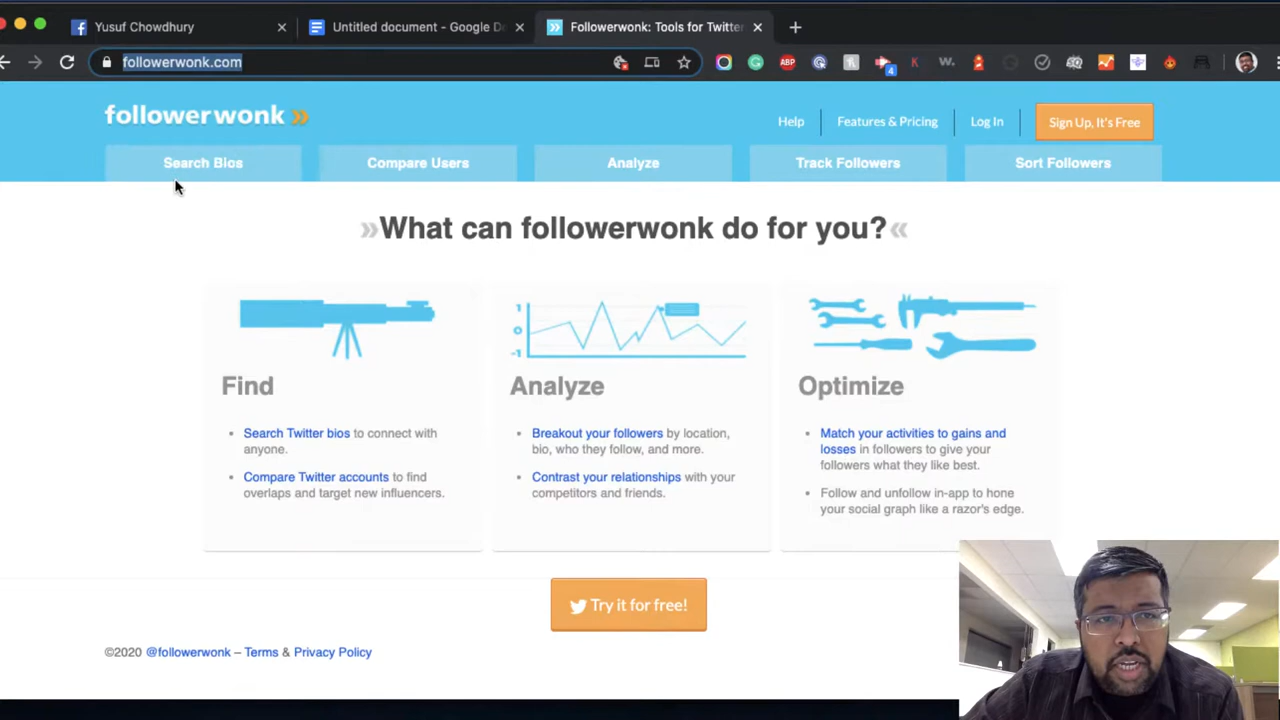 Yusuf Chowdhury
Untitled document - Google Do
Followerwonk: Tools for Twitter
followerwonk.com
ABP
4
K
w.
followerwonk »
Help
Features & Pricing
Log In
Sign Up, It's Free
Search Bios
Compare Users
Analyze
Track Followers
Sort Followers
»What can followerwonk do for you?«
1
0
-1
Find
Search Twitter bios to connect with
anyone.
Compare Twitter accounts to find
overlaps and target new influencers.
Analyze
Breakout your followers by location,
bio, who they follow, and more.
Contrast your relationships with your
competitors and friends.
Optimize
Match your activities to gains and
losses in followers to give your
followers what they like best.
Follow and unfollow in-app to hone
your social graph like a razor's edge.
Try it for free!
©2020 @followerwonk – Terms & Privacy Policy